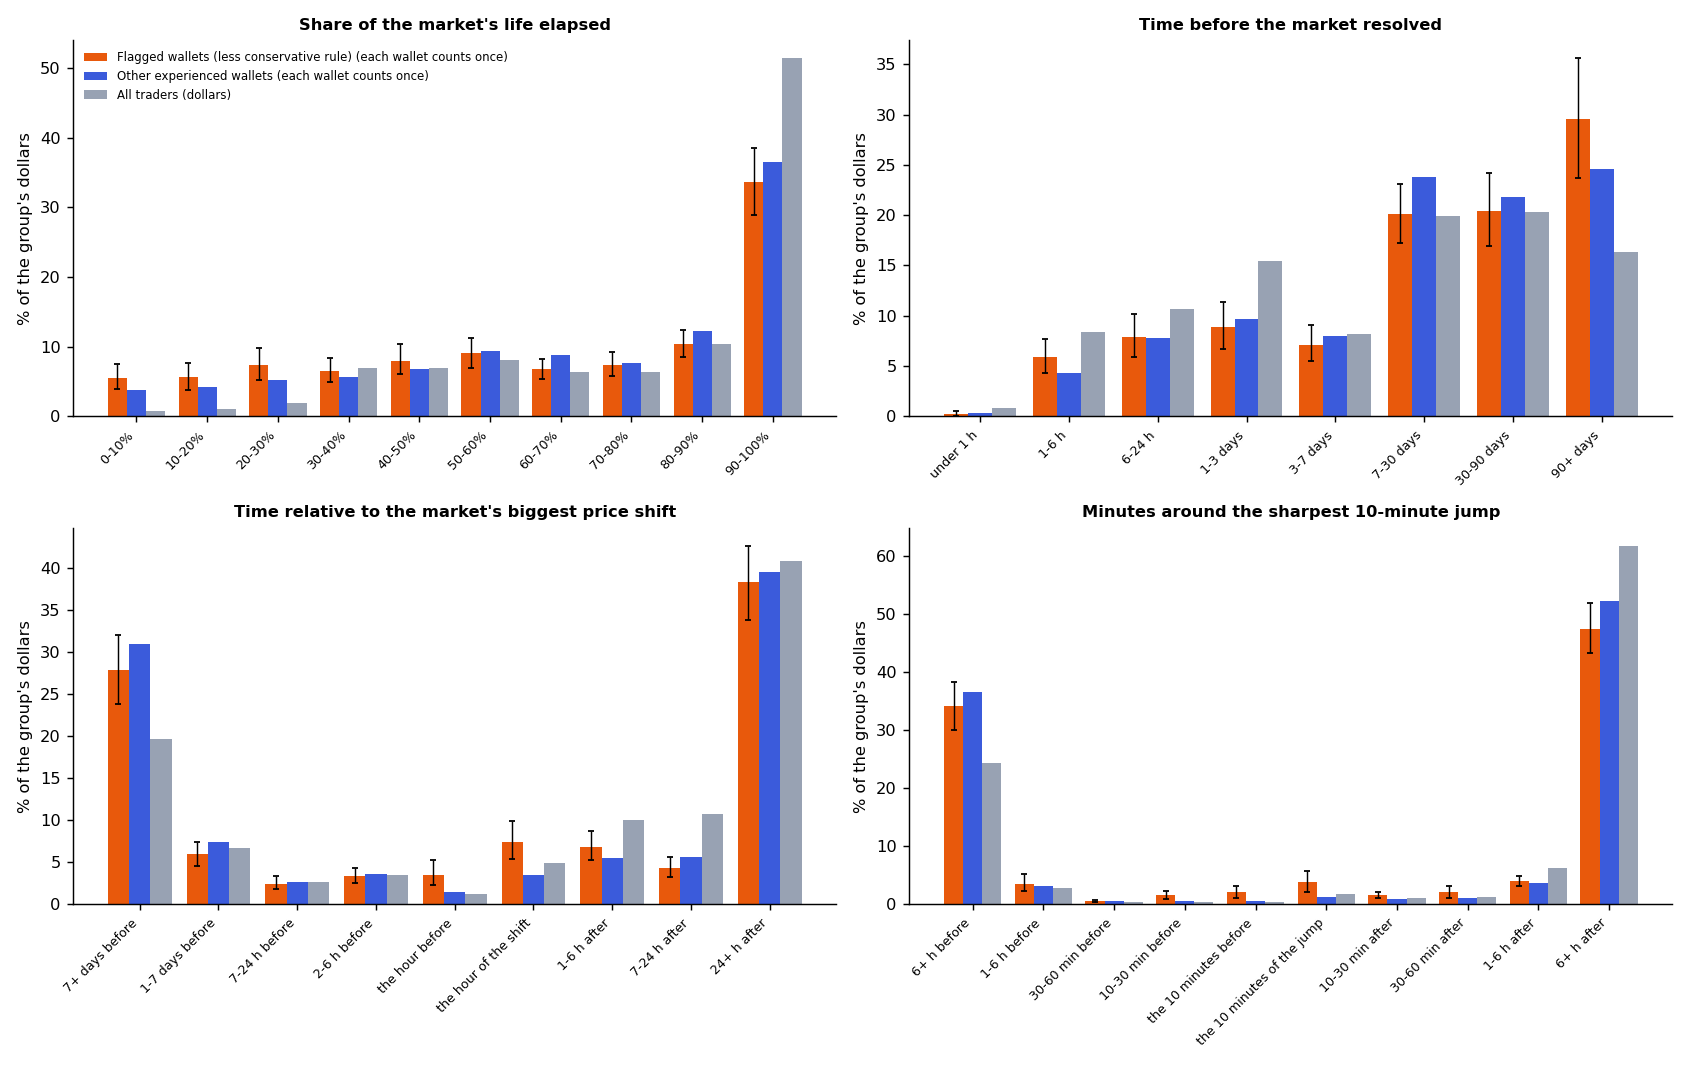 Share of the market's life elapsed
Flagged wallets (less conservative rule) (each wallet counts once)
Other experienced wallets (each wallet counts once)
All traders (dollars)
% of the group's dollars
50
40
30
20
10
0
0-10%
10-20%
20-30%
30-40%
40-50%
50-60%
60-70%
70-80%
80-90%
90-100%
Time before the market resolved
% of the group's dollars
35
30
25
20
15
10
5
0
under 1 h
1-6 h
6-24 h
1-3 days
3-7 days
7-30 days
30-90 days
90+ days
Time relative to the market's biggest price shift
% of the group's dollars
40
35
30
25
20
15
10
5
0
7+ days before
1-7 days before
7-24 h before
2-6 h before
the hour before
the hour of the shift
1-6 h after
7-24 h after
24+ h after
Minutes around the sharpest 10-minute jump
% of the group's dollars
60
50
40
30
20
10
0
6+ h before
1-6 h before
30-60 min before
10-30 min before
the 10 minutes before
the 10 minutes of the jump
10-30 min after
30-60 min after
1-6 h after
6+ h after